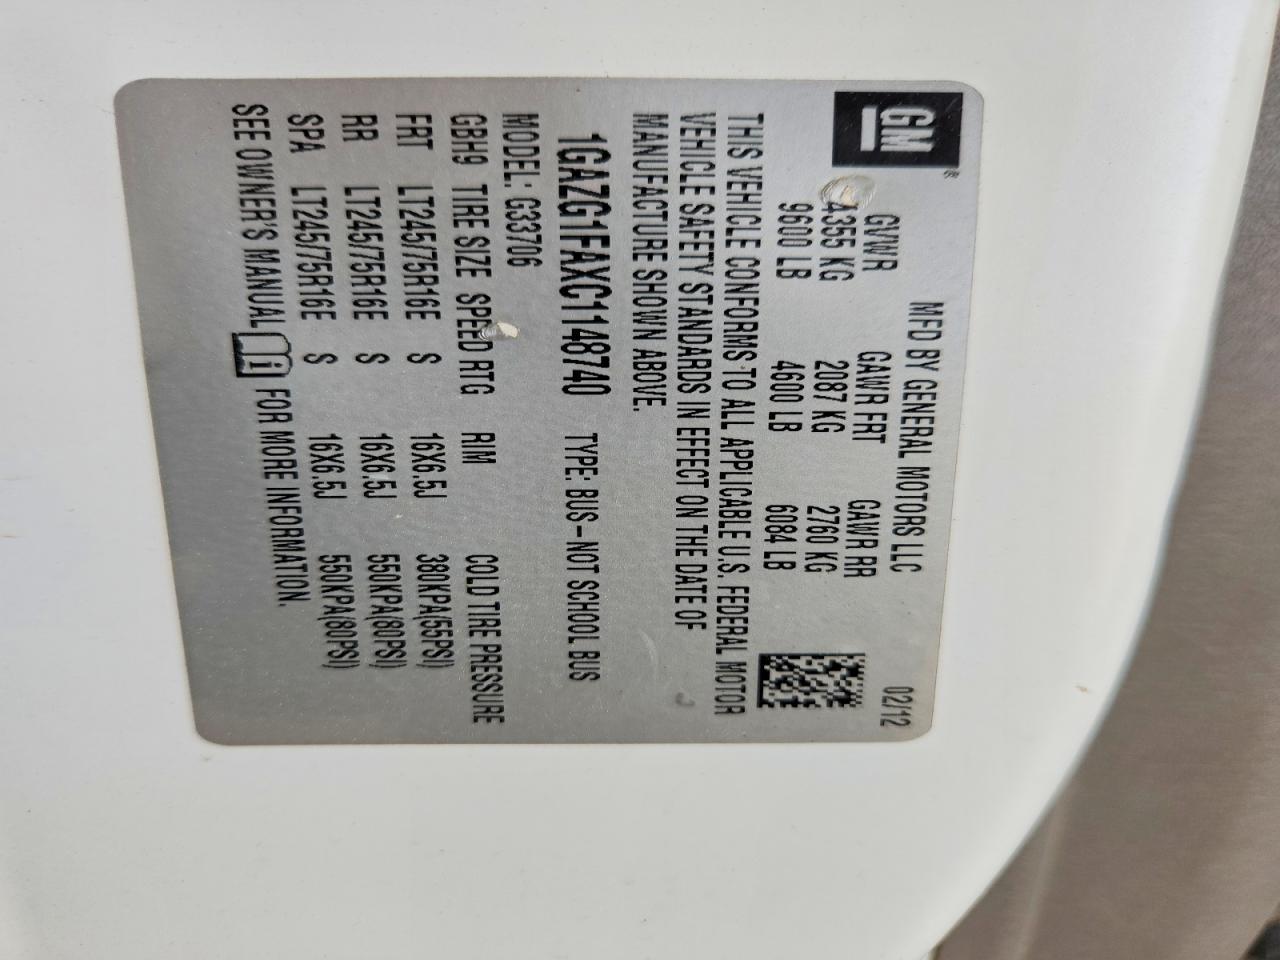 GM®
MFD BY GENERAL MOTORS LLC 02/12
GVWR GAWR FRT GAWR RR
4355 KG 2087 KG 2760 KG
9600 LB 4600 LB 6084 LB
THIS VEHICLE CONFORMS TO ALL APPLICABLE U.S. FEDERAL MOTOR
VEHICLE SAFETY STANDARDS IN EFFECT ON THE DATE OF
MANUFACTURE SHOWN ABOVE.
1GAZG1FAXC1148740 TYPE: BUS-NOT SCHOOL BUS
MODEL: G33706
GBH9 TIRE SIZE SPEED RTG RIM COLD TIRE PRESSURE
FRT LT245/75R16E S 16X6.5J 380KPA(55PSI)
RR LT245/75R16E S 16X6.5J 550KPA(80PSI)
SPA LT245/75R16E S 16X6.5J 550KPA(80PSI)
SEE OWNER'S MANUAL i FOR MORE INFORMATION.